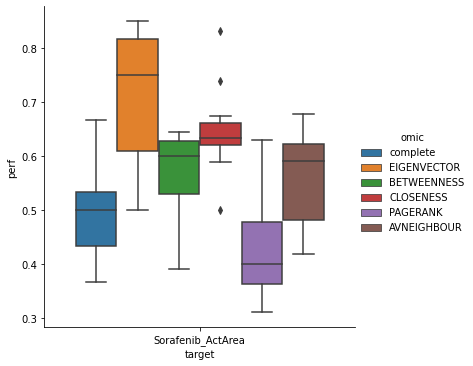 0.8
0.7
0.6
0.5
0.4
0.3
perf
Sorafenib_ActArea
target
omic
complete
EIGENVECTOR
BETWEENNESS
CLOSENESS
PAGERANK
AVNEIGHBOUR